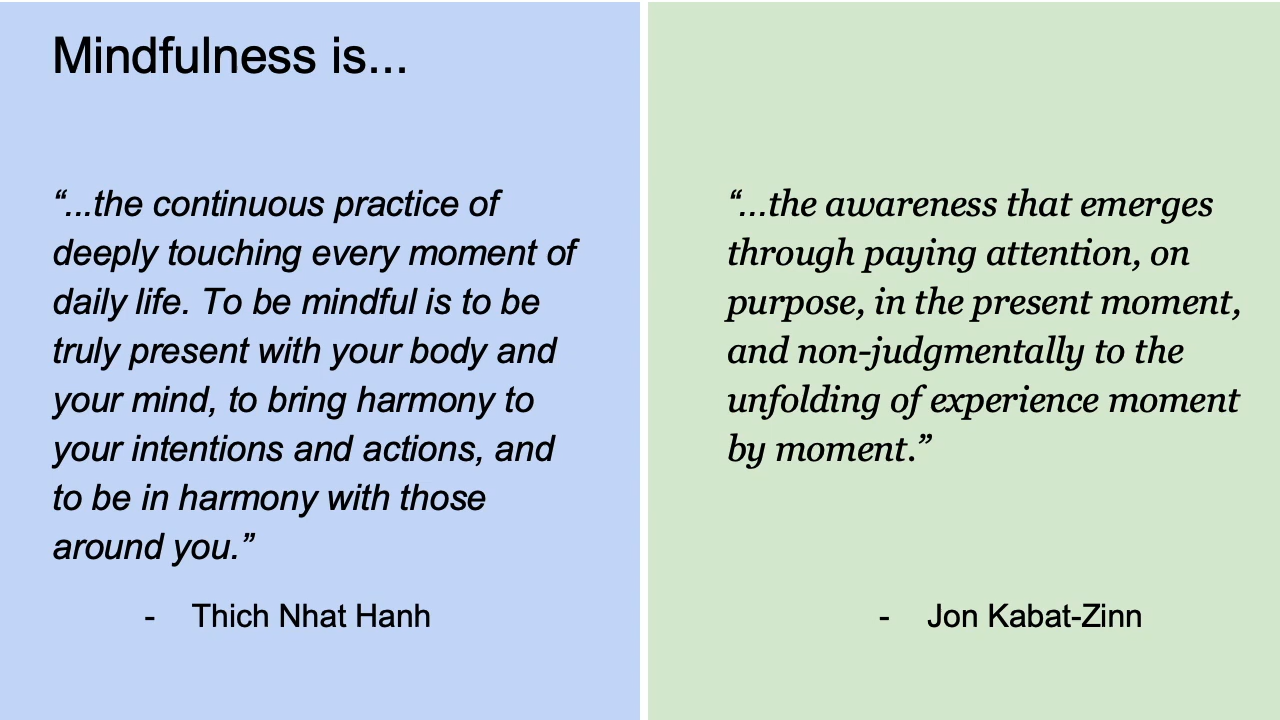 Mindfulness is...
“...the continuous practice of
deeply touching every moment of
daily life. To be mindful is to be
truly present with your body and
your mind, to bring harmony to
your intentions and actions, and
to be in harmony with those
around you.”
- Thich Nhat Hanh
“...the awareness that emerges
through paying attention, on
purpose, in the present moment,
and non-judgmentally to the
unfolding of experience moment
by moment.”
- Jon Kabat-Zinn